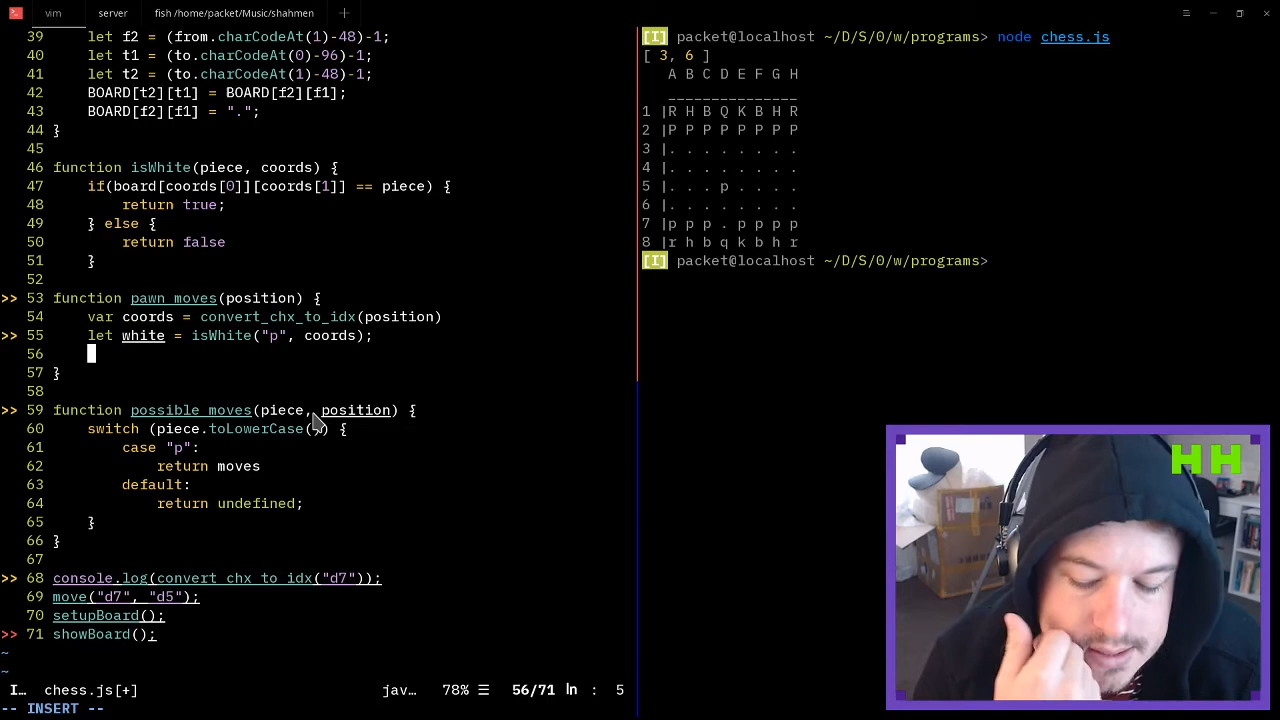 vim server fish /home/packet/Music/shahmen +
39 let f2 = (from.charCodeAt(1)-48)-1;
40 let t1 = (to.charCodeAt(0)-96)-1;
41 let t2 = (to.charCodeAt(1)-48)-1;
42 BOARD[t2][t1] = BOARD[f2][f1];
43 BOARD[f2][f1] = ".";
44 }
45
46 function isWhite(piece, coords) {
47 if(board[coords[0]][coords[1]] == piece) {
48 return true;
49 } else {
50 return false
51 }
52
>> 53 function pawn_moves(position) {
54 var coords = convert_chx_to_idx(position)
>> 55 let white = isWhite("p", coords);
56
57 }
58
>> 59 function possible_moves(piece, position) {
60 switch (piece.toLowerCase()) {
61 case "p":
62 return moves
63 default:
64 return undefined;
65 }
66 }
67
>> 68 console.log(convert_chx_to_idx("d7"));
69 move("d7", "d5");
70 setupBoard();
>> 71 showBoard();
~
~
I… chess.js[+] jav… 78% ☰ 56/71 ln : 5
-- INSERT --
[I] packet@localhost ~/D/S/0/w/programs> node chess.js
[ 3, 6 ]
A B C D E F G H
_______________
1 |R H B Q K B H R
2 |P P P P P P P P
3 |. . . . . . . .
4 |. . . . . . . .
5 |. . . p . . . .
6 |. . . . . . . .
7 |p p p . p p p p
8 |r h b q k b h r
[I] packet@localhost ~/D/S/0/w/programs>
HH